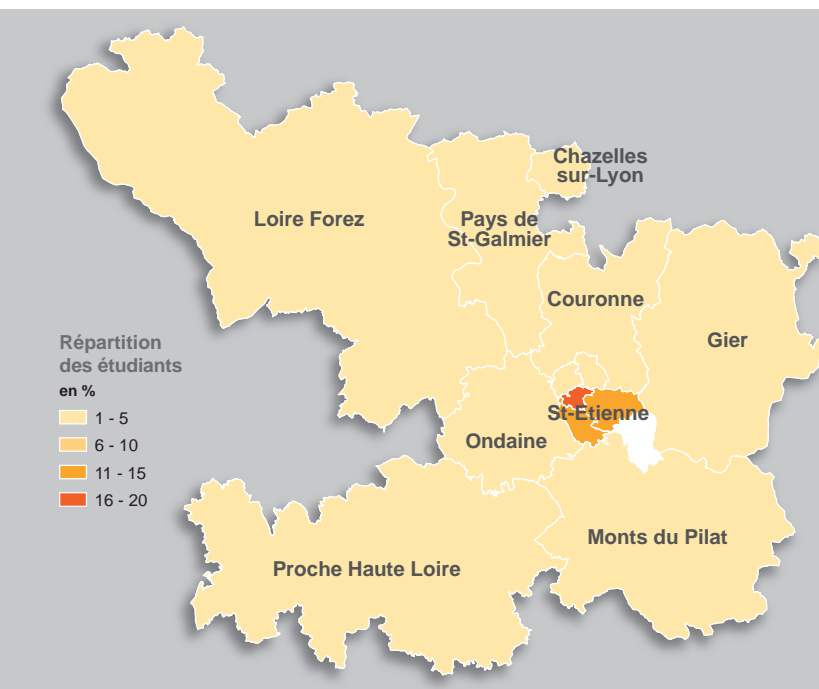 Chazelles
sur-Lyon
Loire Forez
Pays de
St-Galmier
Couronne
Gier
Répartition
des étudiants
en %
1 - 5
6 - 10
11 - 15
16 - 20
St-Etienne
Ondaine
Monts du Pilat
Proche Haute Loire